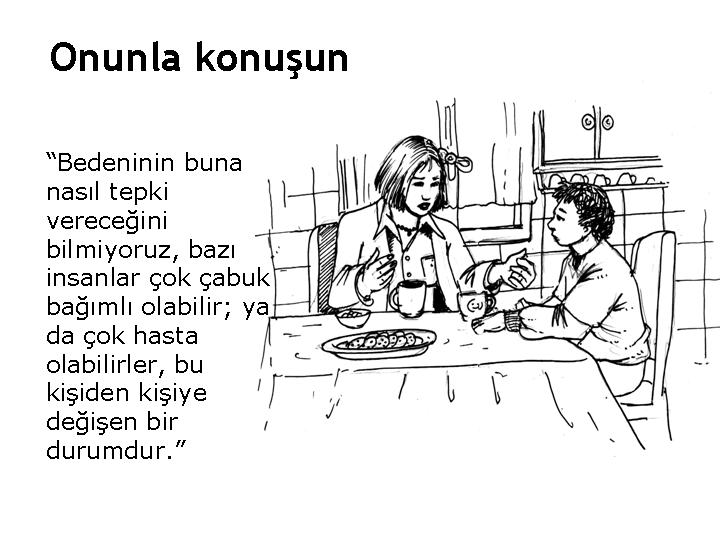 Onunla konuşun
“Bedeninin buna
nasıl tepki
vereceğini
bilmiyoruz, bazı
insanlar çok çabuk
bağımlı olabilir; ya
da çok hasta
olabilirler, bu
kişiden kişiye
değişen bir
durumdur.”